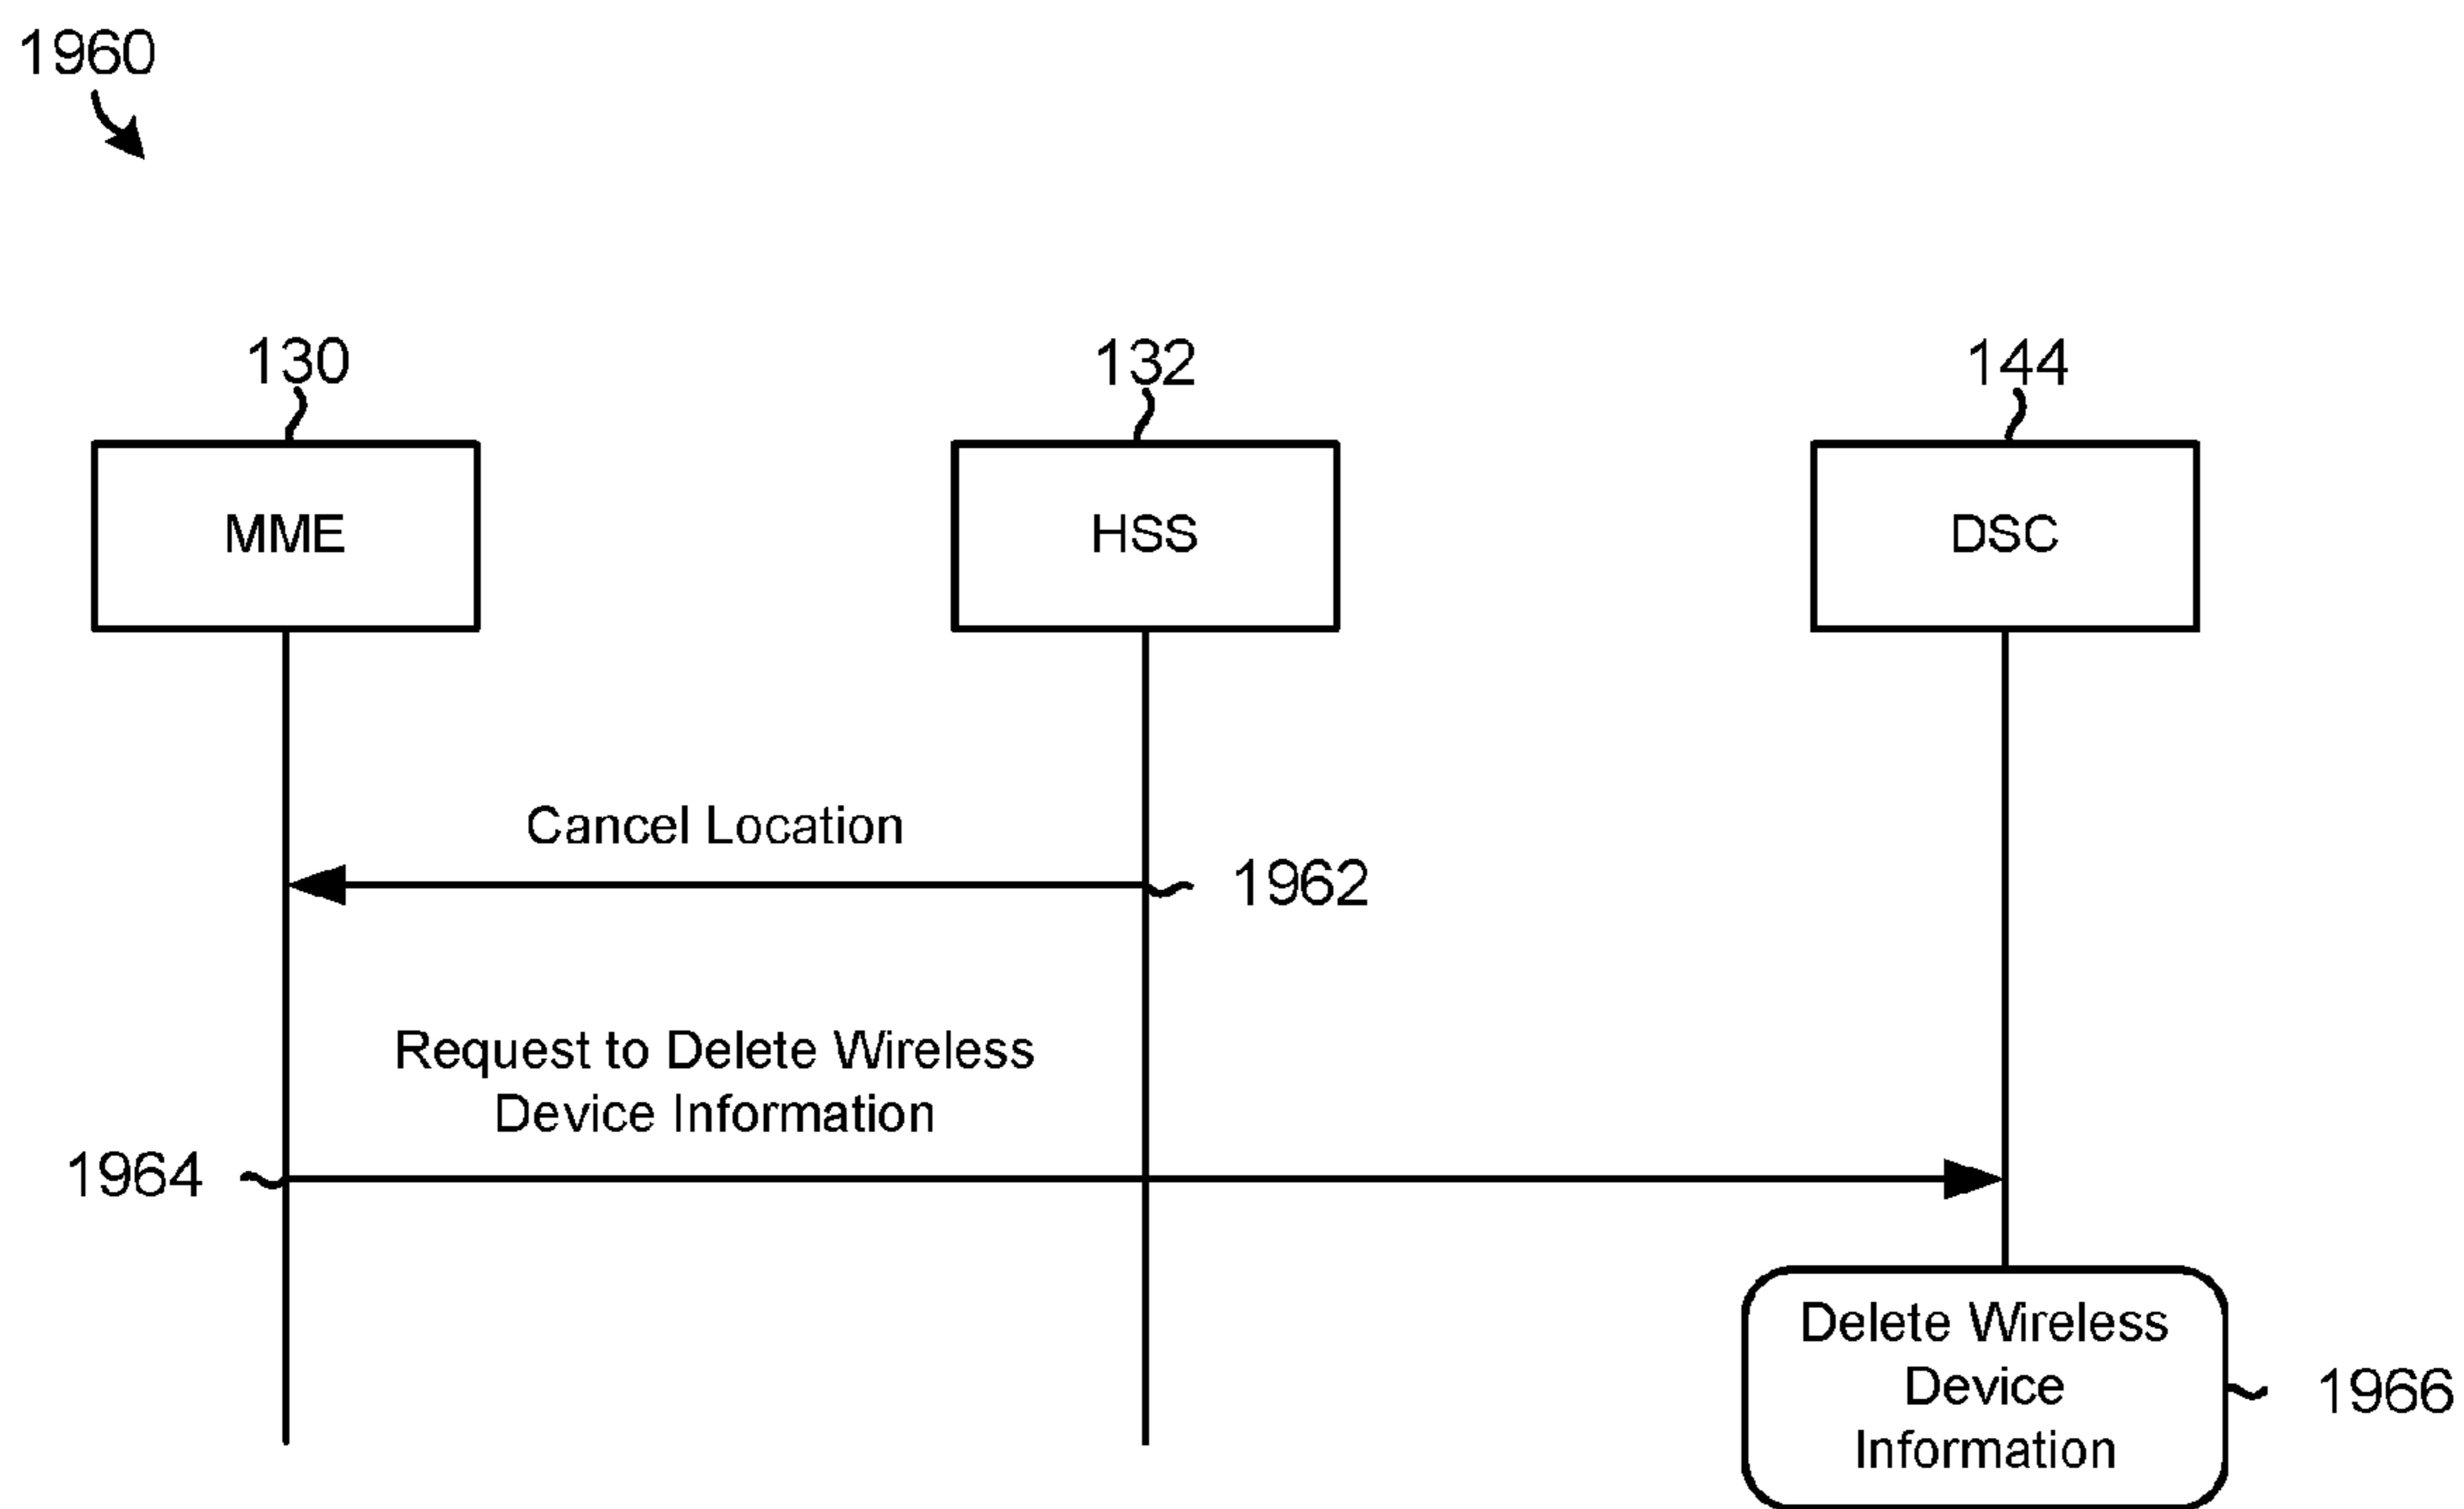 1960
130
132
144
MME
HSS
DSC
Cancel Location
1962
Request to Delete Wireless
Device Information
1964
Delete Wireless
Device
Information
1966